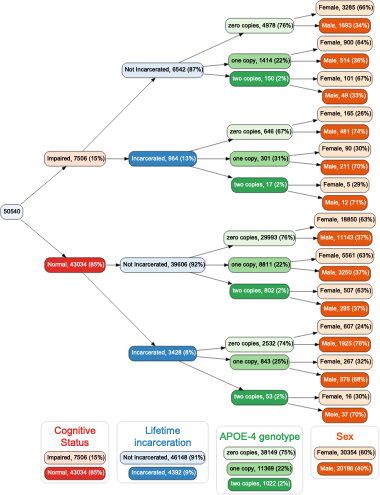 50540
Impaired, 7506 (15%)
Normal, 43034 (85%)
Not Incarcerated, 6542 (87%)
Incarcerated, 964 (13%)
Not Incarcerated, 39606 (92%)
Incarcerated, 3428 (8%)
zero copies, 4978 (76%)
one copy, 1414 (22%)
two copies, 150 (2%)
zero copies, 646 (67%)
one copy, 301 (31%)
two copies, 17 (2%)
zero copies, 29993 (76%)
one copy, 8811 (22%)
two copies, 802 (2%)
zero copies, 2532 (74%)
one copy, 843 (25%)
two copies, 53 (2%)
Female, 3285 (66%)
Male, 1693 (34%)
Female, 900 (64%)
Male, 514 (36%)
Female, 101 (67%)
Male, 49 (33%)
Female, 165 (26%)
Male, 481 (74%)
Female, 90 (30%)
Male, 211 (70%)
Female, 5 (29%)
Male, 12 (71%)
Female, 18850 (63%)
Male, 11143 (37%)
Female, 5561 (63%)
Male, 3250 (37%)
Female, 507 (63%)
Male, 295 (37%)
Female, 607 (24%)
Male, 1925 (76%)
Female, 267 (32%)
Male, 576 (68%)
Female, 16 (30%)
Male, 37 (70%)
Cognitive
Status
Impaired, 7506 (15%)
Normal, 43034 (85%)
Lifetime
incarceration
Not Incarcerated, 46148 (91%)
Incarcerated, 4392 (9%)
APOE-4 genotype
zero copies, 38149 (75%)
one copy, 11369 (22%)
two copies, 1022 (2%)
Sex
Female, 30354 (60%)
Male, 20186 (40%)